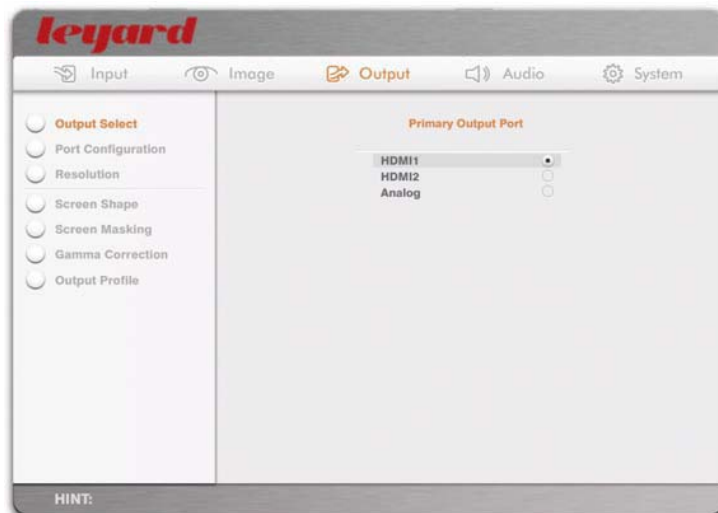 leyard
Input Image Output Audio System
Output Select
Port Configuration
Resolution
Screen Shape
Screen Masking
Gamma Correction
Output Profile
Primary Output Port
HDMI1
HDMI2
Analog
HINT: